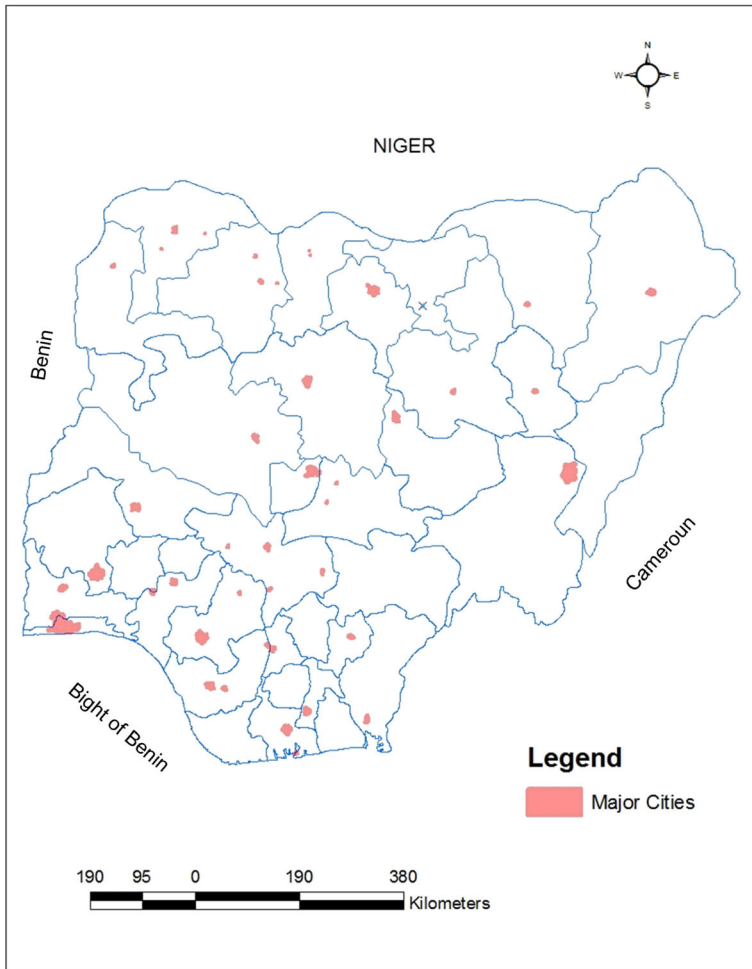 N
W E
S
NIGER
Benin
Cameroun
Bight of Benin
Legend
Major Cities
190 95 0 190 380
Kilometers